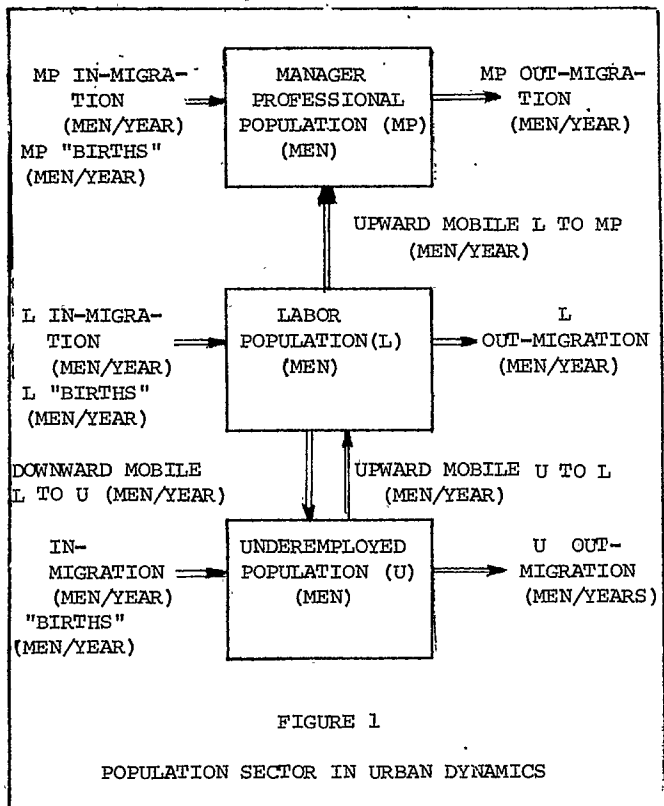 MP IN-MIGRA-
TION
(MEN/YEAR)
MP "BIRTHS"
(MEN/YEAR)
MANAGER
PROFESSIONAL
POPULATION (MP)
(MEN)
MP OUT-MIGRA-
TION
(MEN/YEAR)
UPWARD MOBILE L TO MP
(MEN/YEAR)
L IN-MIGRA-
TION
(MEN/YEAR)
L "BIRTHS"
(MEN/YEAR)
LABOR
POPULATION(L)
(MEN)
L
OUT-MIGRATION
(MEN/YEAR)
DOWNWARD MOBILE
L TO U (MEN/YEAR)
UPWARD MOBILE U TO L
(MEN/YEAR)
IN-
MIGRATION
(MEN/YEAR)
"BIRTHS"
(MEN/YEAR)
UNDEREMPLOYED
POPULATION (U)
(MEN)
U OUT-
MIGRATION
(MEN/YEARS)
FIGURE 1
POPULATION SECTOR IN URBAN DYNAMICS